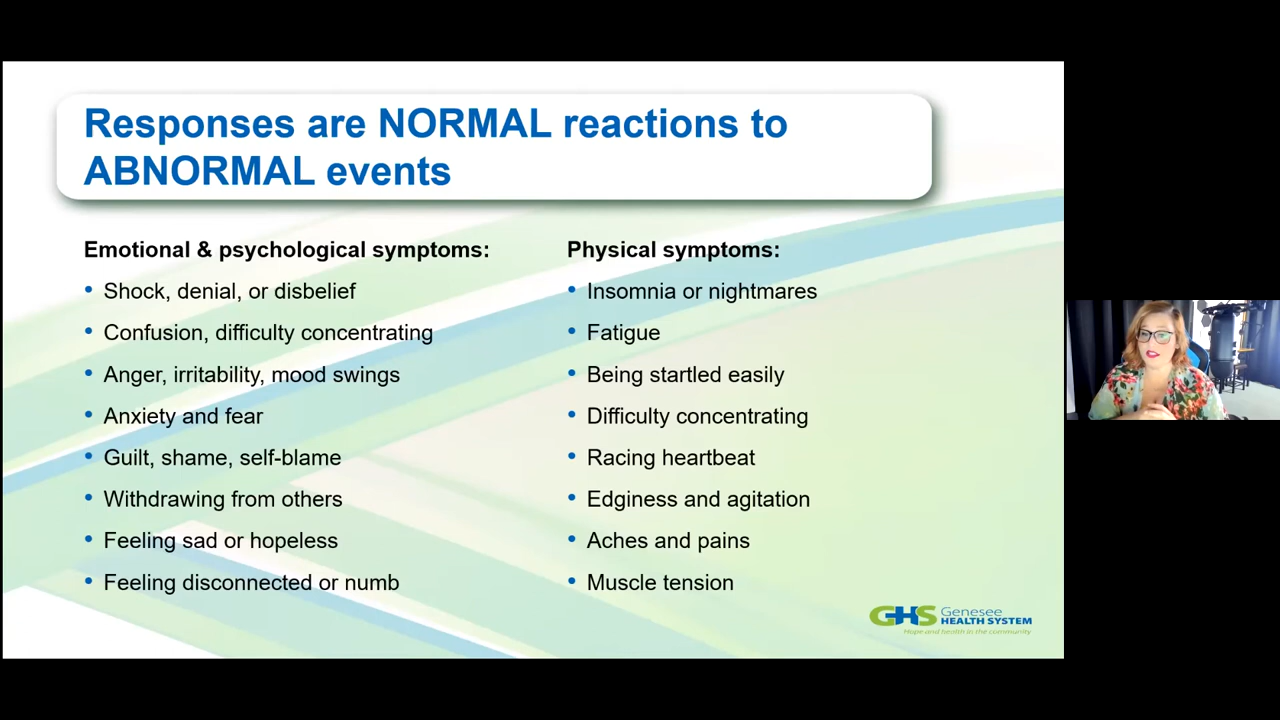 Responses are NORMAL reactions to
ABNORMAL events
Emotional & psychological symptoms:
• Shock, denial, or disbelief
• Confusion, difficulty concentrating
• Anger, irritability, mood swings
• Anxiety and fear
• Guilt, shame, self-blame
• Withdrawing from others
• Feeling sad or hopeless
• Feeling disconnected or numb
Physical symptoms:
• Insomnia or nightmares
• Fatigue
• Being startled easily
• Difficulty concentrating
• Racing heartbeat
• Edginess and agitation
• Aches and pains
• Muscle tension
GHS Genesee
HEALTH SYSTEM
Hope and health in the community